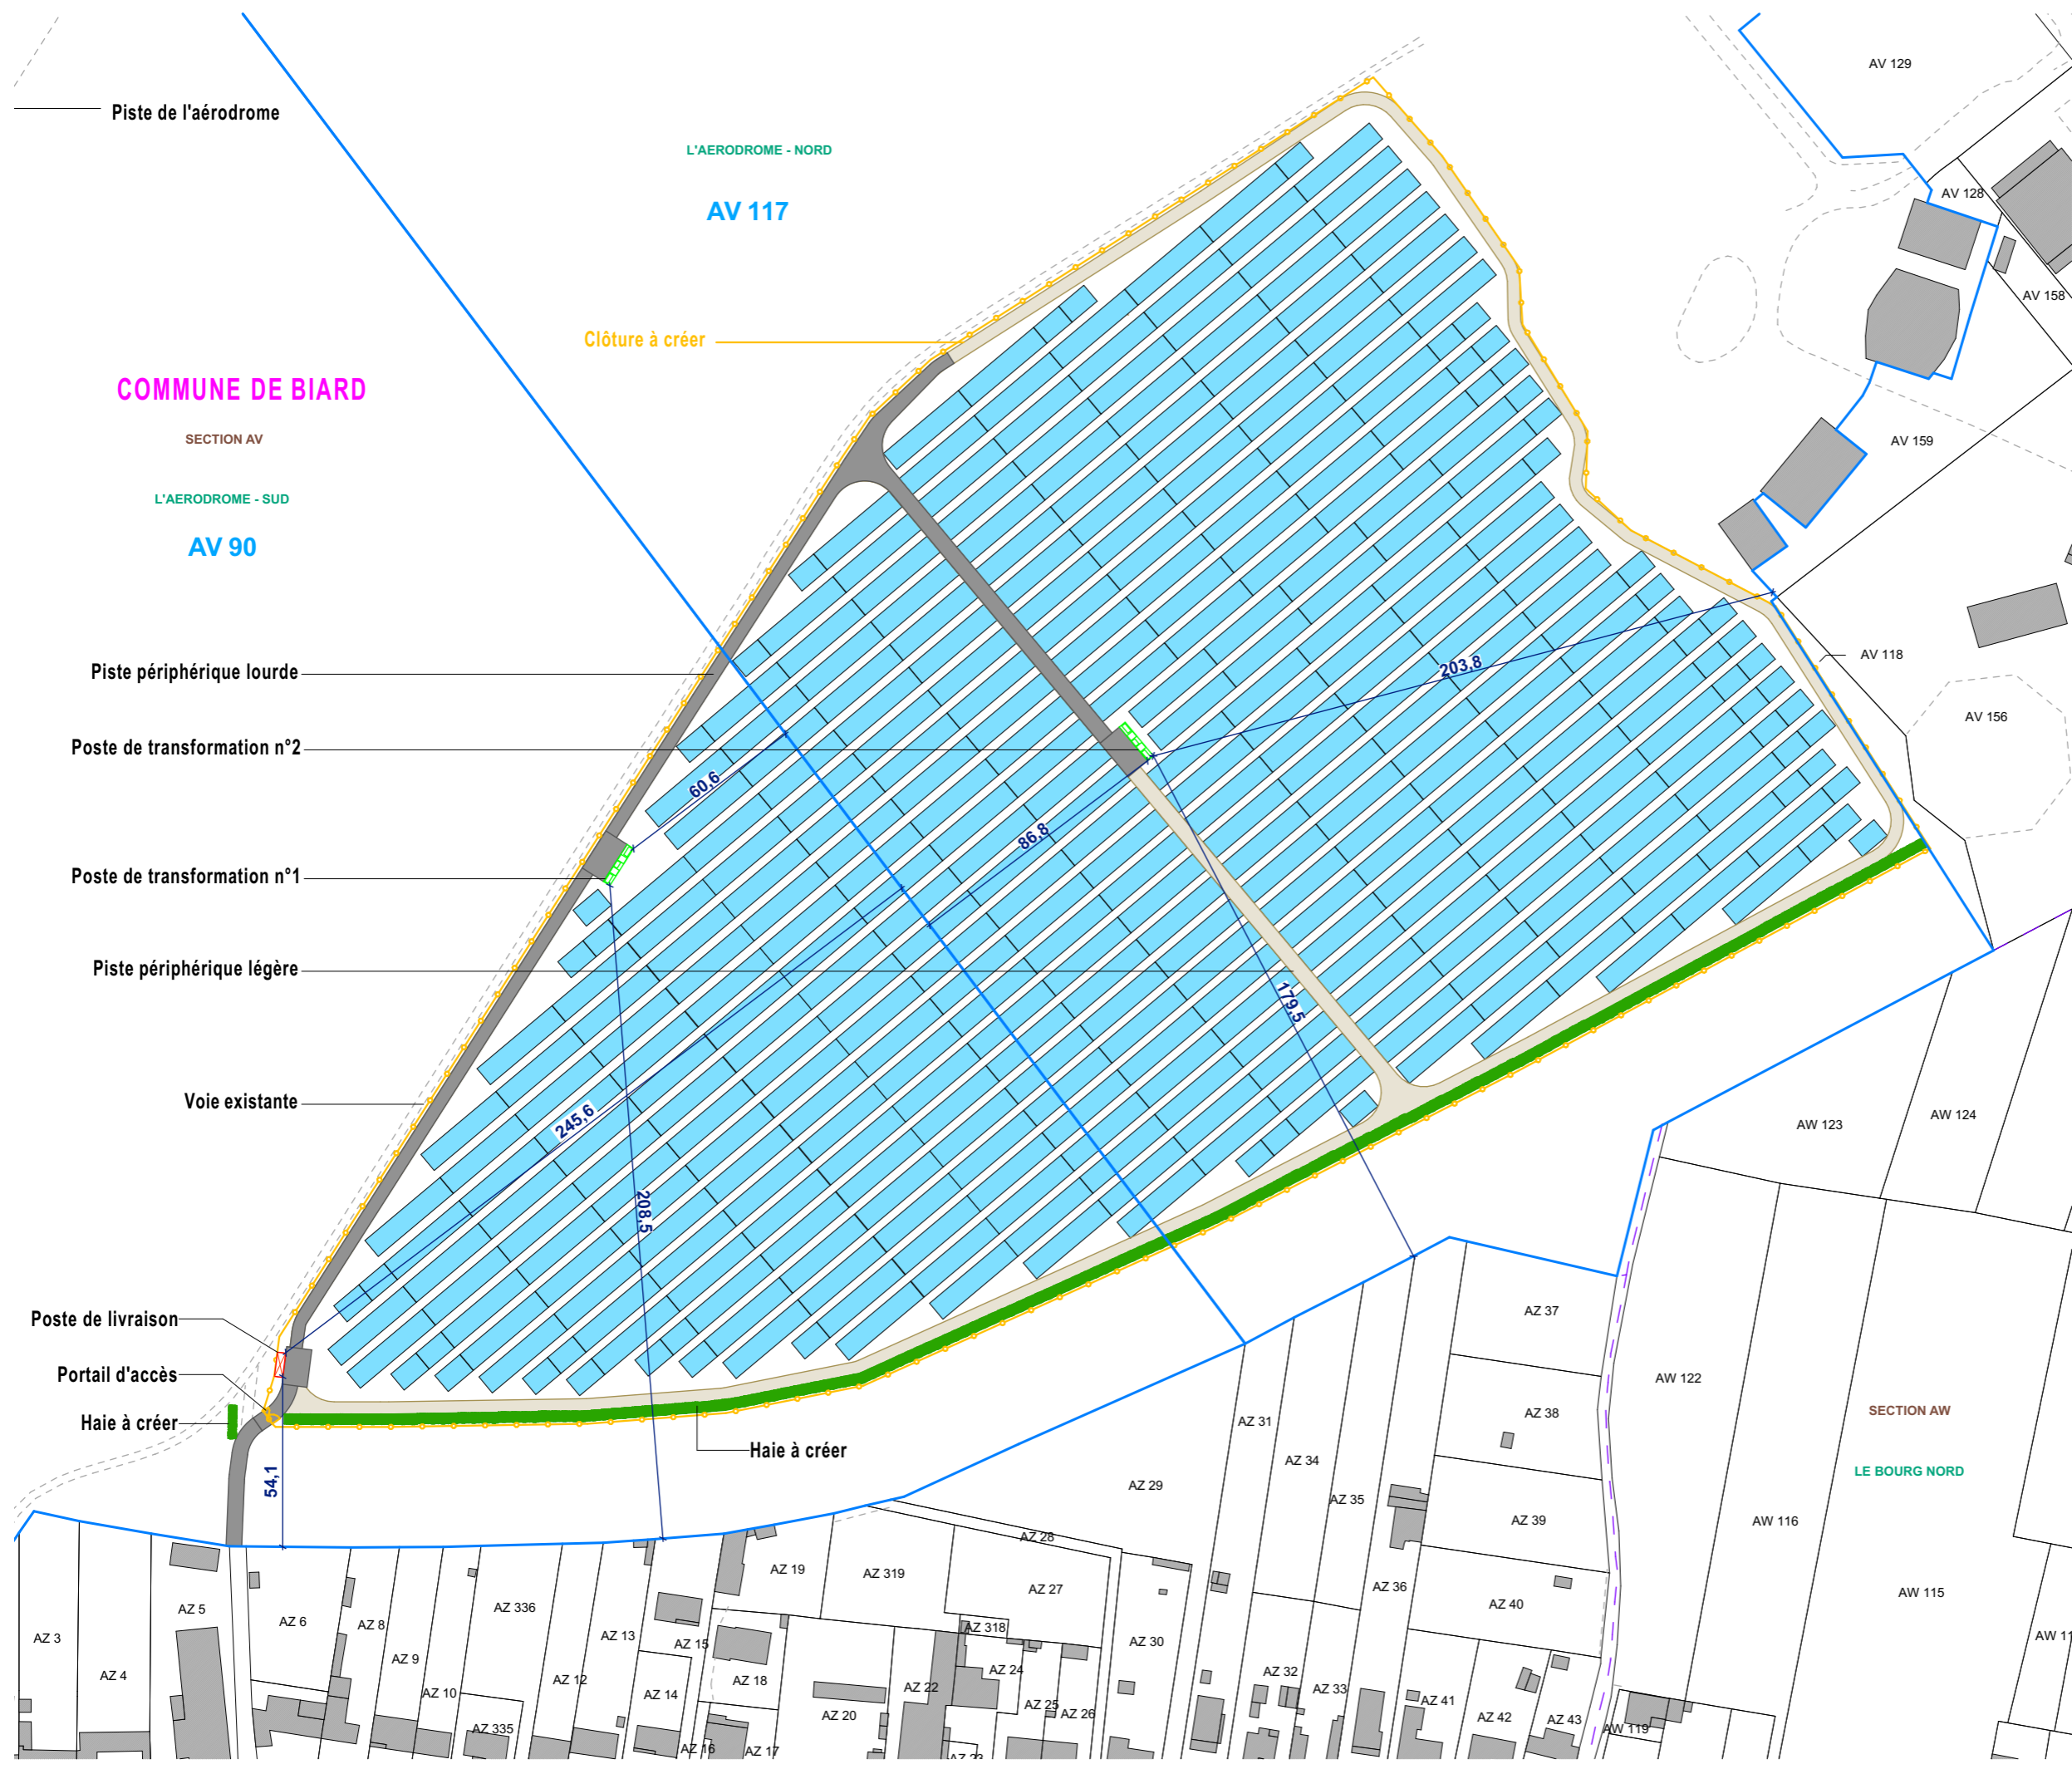 AV 129
Piste de l'aérodrome
L'AERODROME - NORD
AV 117
AV 128
AV 158
Clôture à créer
COMMUNE DE BIARD
SECTION AV
AV 159
L'AERODROME - SUD
AV 90
AV 118
203,8
Piste périphérique lourde
AV 156
Poste de transformation n°2
60,6
86,8
Poste de transformation n°1
Piste périphérique légère
179,5
Voie existante
245,6
AW 123
AW 124
208,5
Poste de livraison
AZ 37
Portail d'accès
AW 122
Haie à créer
AZ 31
AZ 38
SECTION AW
Haie à créer
AZ 34
LE BOURG NORD
54,1
AZ 29
AZ 35
AZ 39
AW 116
AZ 28
AZ 19
AZ 319
AZ 27
AZ 36
AW 115
AZ 5
AZ 336
AZ 40
AZ 6
AZ 8
AZ 318
AZ 3
AZ 13
AZ 15
AZ 30
AW 11
AZ 9
AZ 24
AZ 32
AZ 4
AZ 12
AZ 18
AZ 10
AZ 14
AZ 22
AZ 33
AZ 25
AZ 26
AZ 41
AZ 20
AZ 42
AZ 43
AZ 335
AW 119
AZ 16
AZ 17
AZ 23